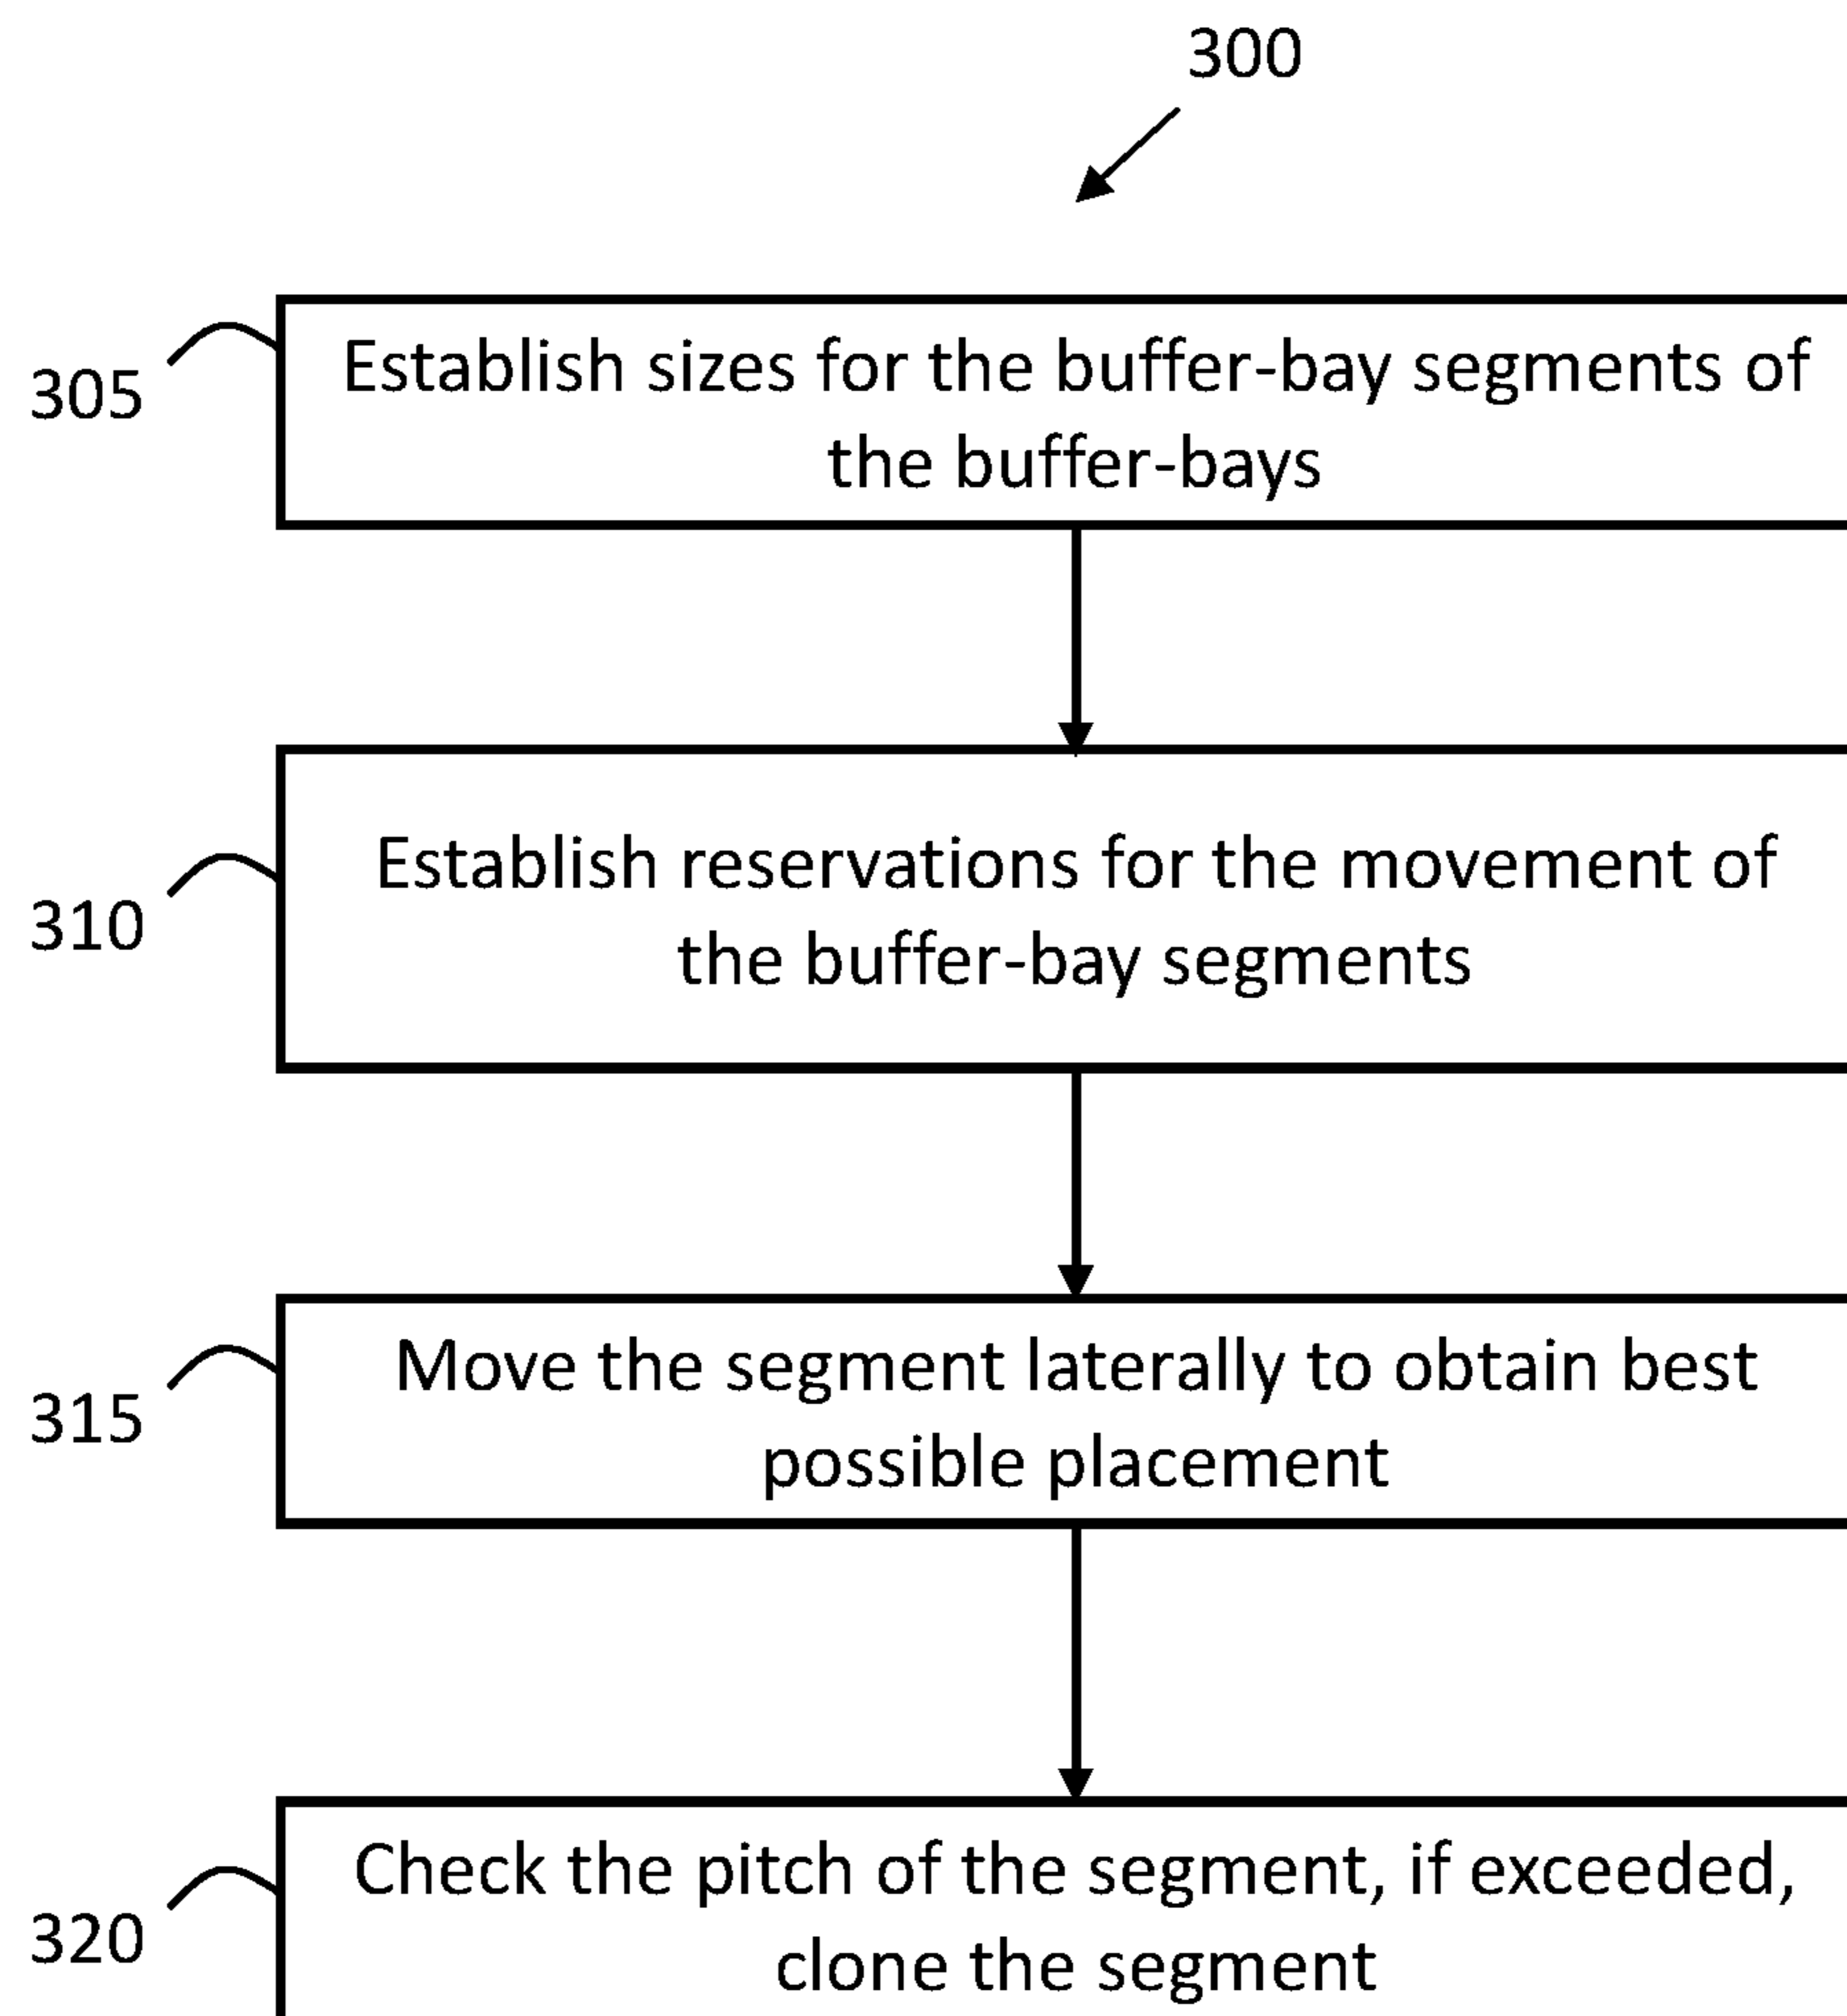 300
305
Establish sizes for the buffer-bay segments of
the buffer-bays
310
Establish reservations for the movement of
the buffer-bay segments
315
Move the segment laterally to obtain best
possible placement
320
Check the pitch of the segment, if exceeded,
clone the segment